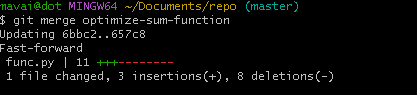 mavai@dot MINGW64 ~/Documents/repo (master)
$ git merge optimize-sum-function
Updating 6bbc2..657c8
Fast-forward
 func.py | 11 +++--------
 1 file changed, 3 insertions(+), 8 deletions(-)